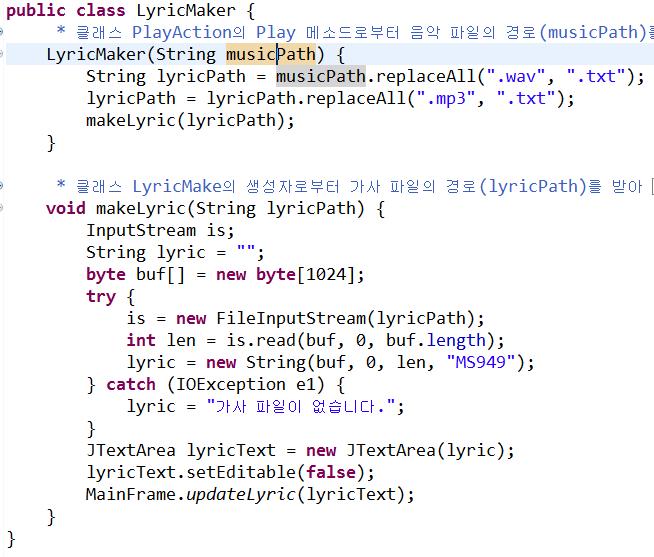 public class LyricMaker {
* 클래스 PlayAction의 Play 메소드로부터 음악 파일의 경로(musicPath)를
LyricMaker(String musicPath) {
String lyricPath = musicPath.replaceAll(".wav", ".txt");
lyricPath = lyricPath.replaceAll(".mp3", ".txt");
makeLyric(lyricPath);
}
* 클래스 LyricMake의 생성자로부터 가사 파일의 경로(lyricPath)를 받아
void makeLyric(String lyricPath) {
InputStream is;
String lyric = "";
byte buf[] = new byte[1024];
try {
is = new FileInputStream(lyricPath);
int len = is.read(buf, 0, buf.length);
lyric = new String(buf, 0, len, "MS949");
} catch (IOException e1) {
lyric = "가사 파일이 없습니다.";
}
JTextArea lyricText = new JTextArea(lyric);
lyricText.setEditable(false);
MainFrame.updateLyric(lyricText);
}
}